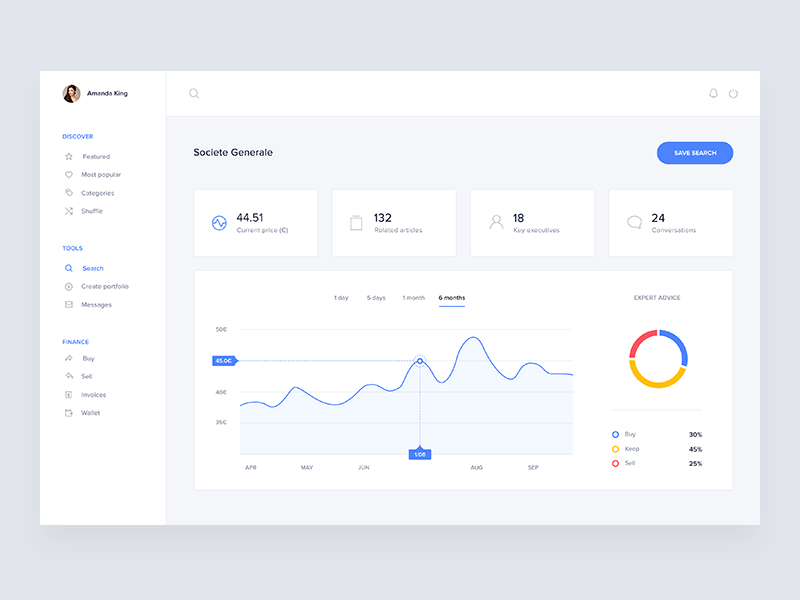 Amanda King
DISCOVER
Featured
Most popular
Categories
Shuffle
TOOLS
Search
Create portfolio
Messages
FINANCE
Buy
Sell
Invoices
Wallet
Societe Generale
SAVE SEARCH
44.51
Current price (€)
132
Related articles
18
Key executives
24
Conversations
1 day 5 days 1 month 6 months
50€
45.0€
40€
35€
1/08
APR MAY JUN AUG SEP
EXPERT ADVICE
Buy 30%
Keep 45%
Sell 25%